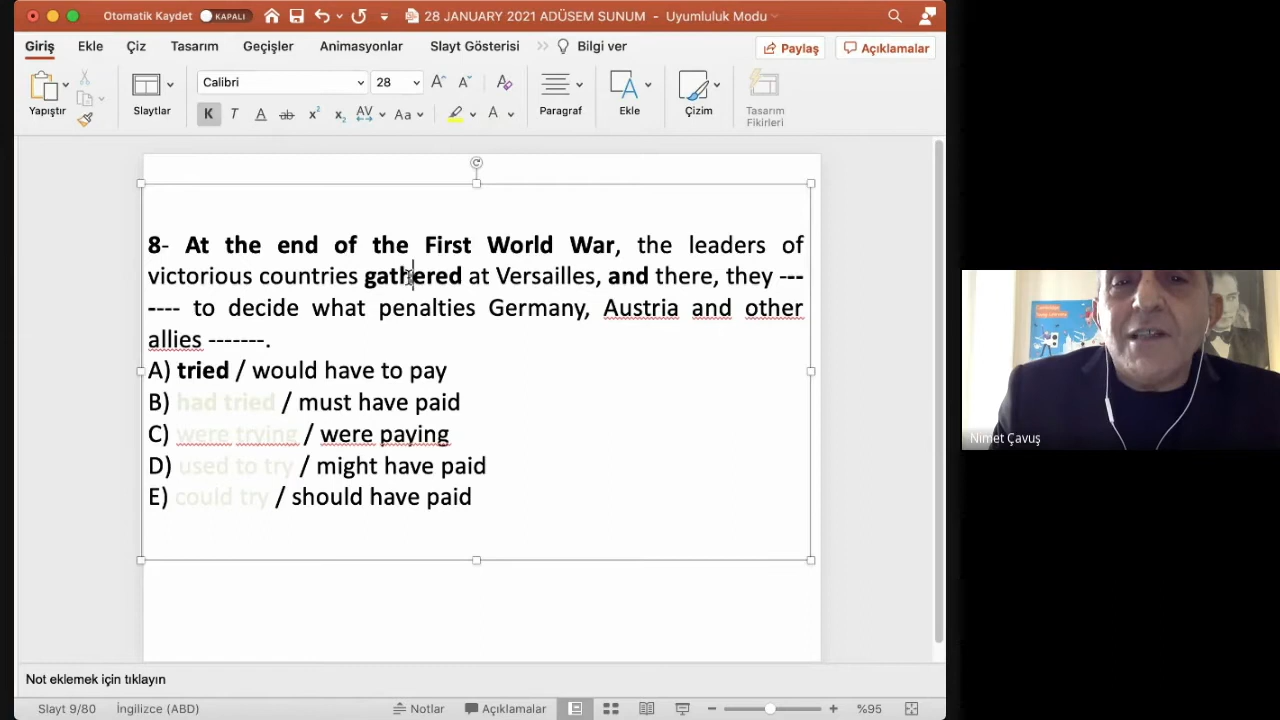 Otomatik Kaydet KAPALI 28 JANUARY 2021 ADÜSEM SUNUM - Uyumluluk Modu
Giriş Ekle Çiz Tasarım Geçişler Animasyonlar Slayt Gösterisi Bilgi ver Paylaş Açıklamalar
Calibri 28
Yapıştır Slaytlar K T A ab x² x₂ AV Aa A Paragraf Ekle Çizim Tasarım
Fikirleri
8- At the end of the First World War, the leaders of
victorious countries gathered at Versailles, and there, they ---
---- to decide what penalties Germany, Austria and other
allies -------.
A) tried / would have to pay
B) had tried / must have paid
C) were trying / were paying
D) used to try / might have paid
E) could try / should have paid
Nimet Çavuş
Not eklemek için tıklayın
Slayt 9/80 İngilizce (ABD) Notlar Açıklamalar %95